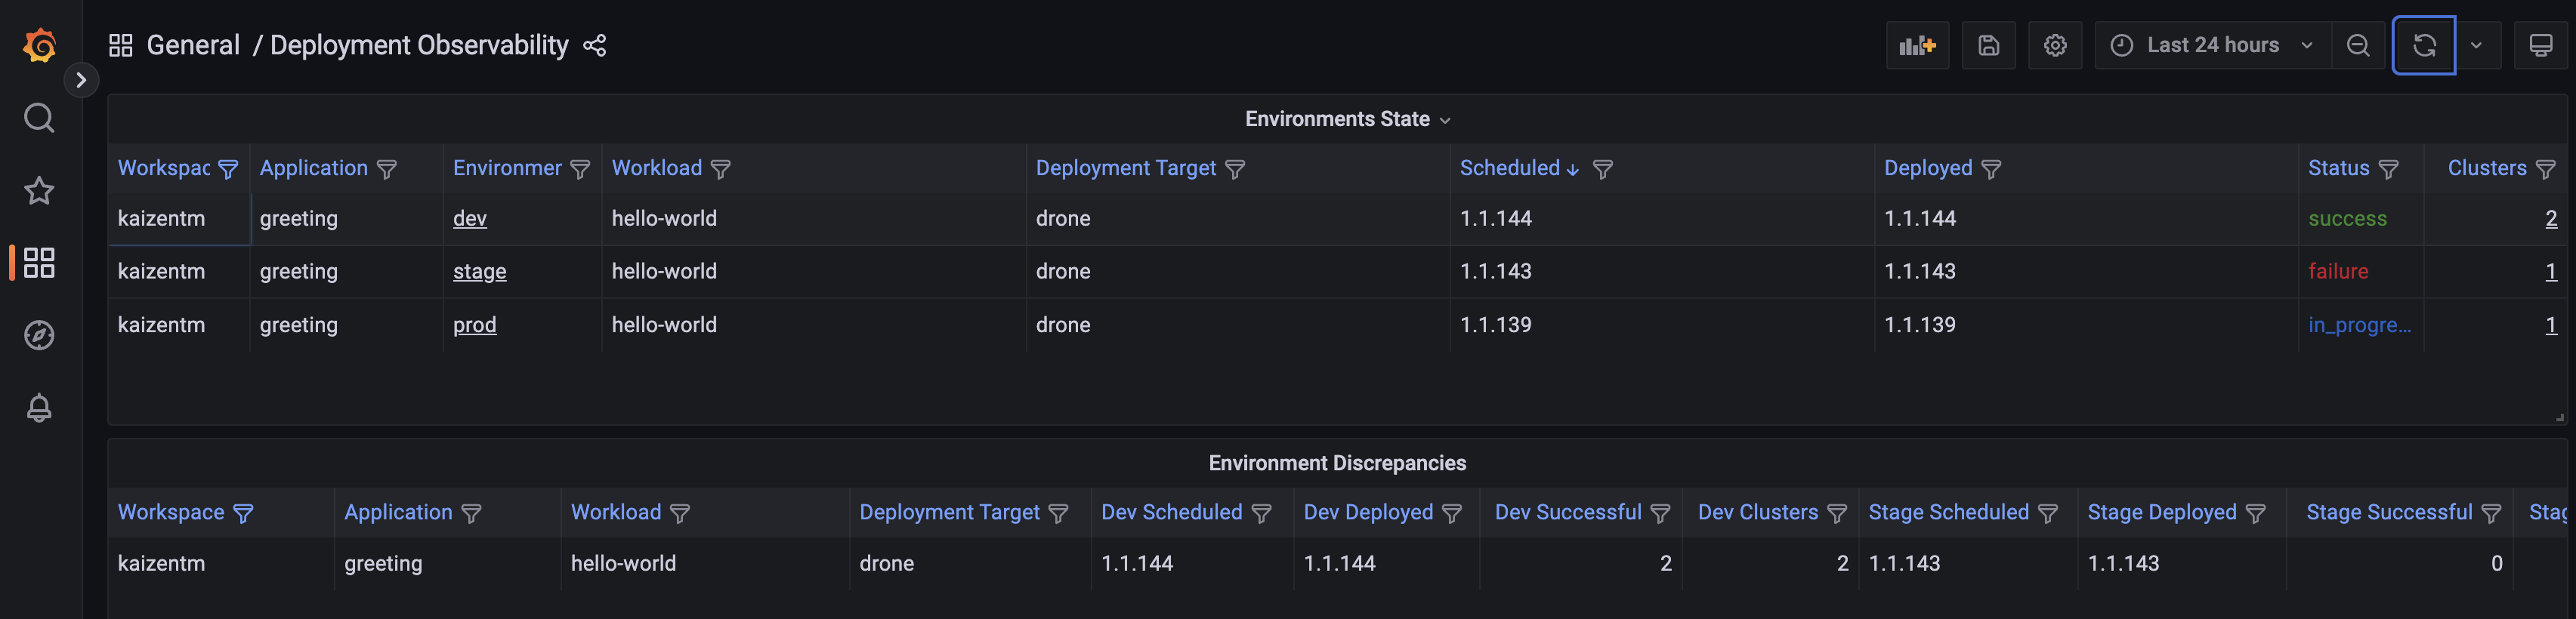 General / Deployment Observability
Last 24 hours
Environments State
Workspac Application Environmer Workload Deployment Target Scheduled Deployed Status Clusters
kaizentm greeting dev hello-world drone 1.1.144 1.1.144 success 2
kaizentm greeting stage hello-world drone 1.1.143 1.1.143 failure 1
kaizentm greeting prod hello-world drone 1.1.139 1.1.139 in_progre... 1
Environment Discrepancies
Workspace Application Workload Deployment Target Dev Scheduled Dev Deployed Dev Successful Dev Clusters Stage Scheduled Stage Deployed Stage Successful Stag
kaizentm greeting hello-world drone 1.1.144 1.1.144 2 2 1.1.143 1.1.143 0